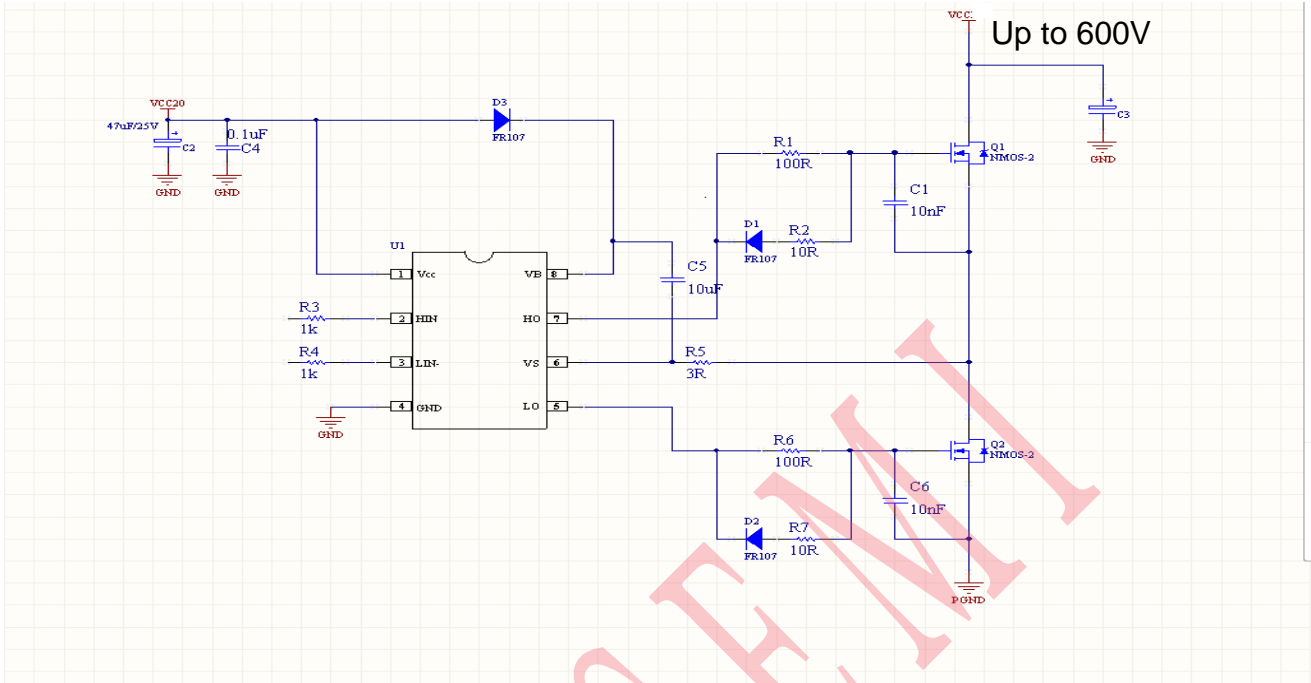 VCC:
Up to 600V
VCC20
47uF/25V
C2
0.1uF
C4
GND
GND
D3
FR107
C3
GND
R1
100R
Q1
NMOS-2
C1
10nF
D1
FR107
R2
10R
U1
1 Vcc
VB 8
C5
10uF
R3
1k
2 HIN
HO 7
R4
1k
3 LIN-
VS 6
R5
3R
4 GND
LO 5
GND
R6
100R
Q2
NMOS-2
C6
10nF
D2
FR107
R7
10R
PGND
SEMI